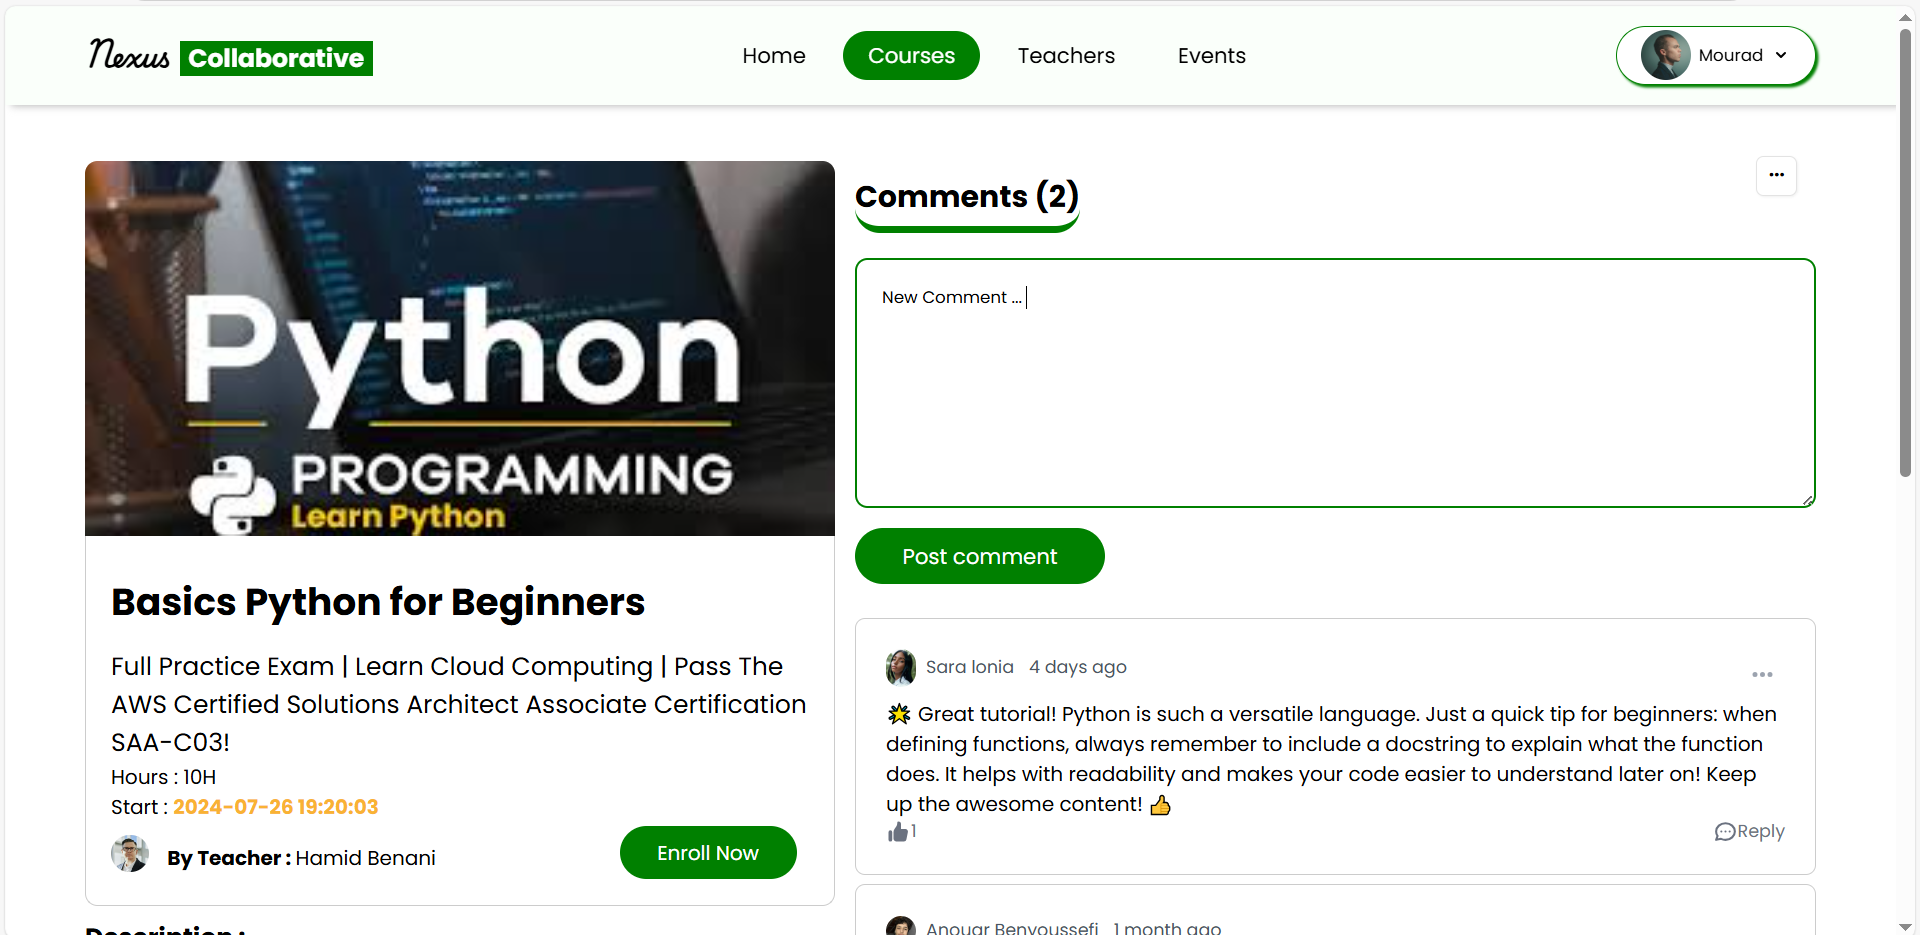 Nexus Collaborative
Home
Courses
Teachers
Events
Mourad
Python
PROGRAMMING
Learn Python
Basics Python for Beginners
Full Practice Exam | Learn Cloud Computing | Pass The
AWS Certified Solutions Architect Associate Certification
SAA-C03!
Hours : 10H
Start : 2024-07-26 19:20:03
By Teacher : Hamid Benani
Enroll Now
Description :
Comments (2)
New Comment ...
Post comment
Sara Ionia 4 days ago
🌟 Great tutorial! Python is such a versatile language. Just a quick tip for beginners: when
defining functions, always remember to include a docstring to explain what the function
does. It helps with readability and makes your code easier to understand later on! Keep
up the awesome content! 👍
1
Reply
Anouar Benyoussefi 1 month ago